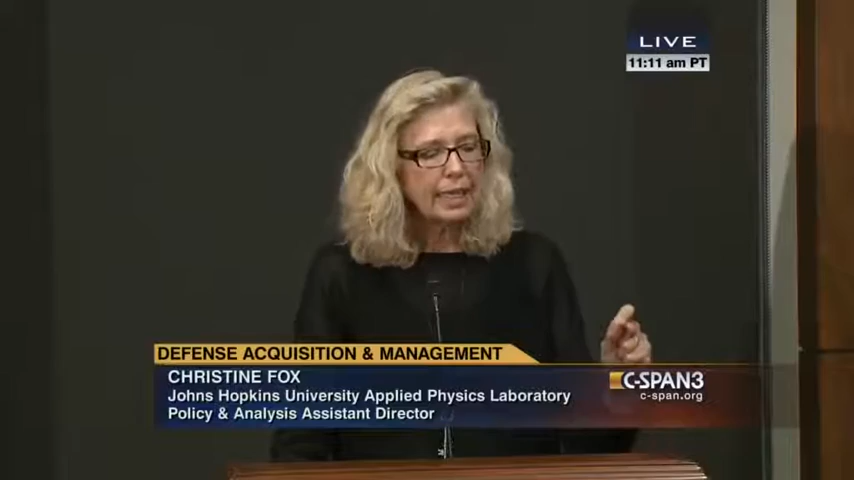 LIVE
11:11 am PT
DEFENSE ACQUISITION & MANAGEMENT
CHRISTINE FOX
Johns Hopkins University Applied Physics Laboratory
Policy & Analysis Assistant Director
C-SPAN3
c-span.org